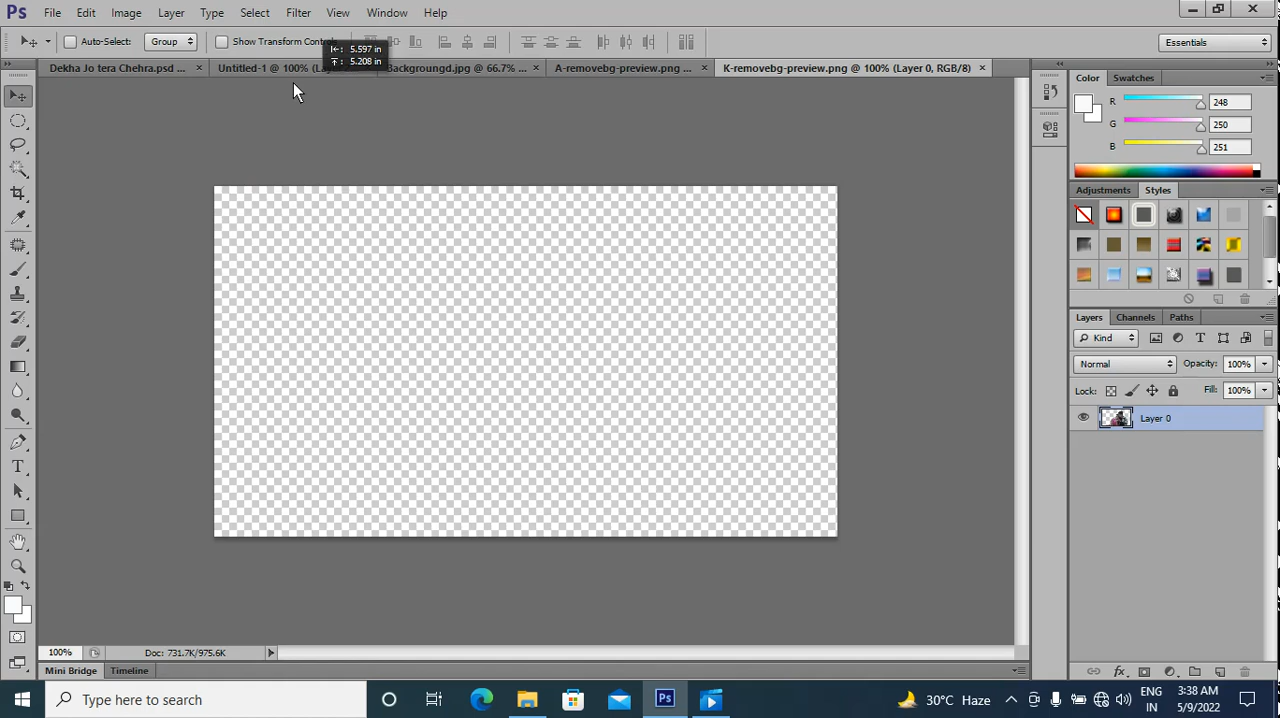 Ps File Edit Image Layer Type Select Filter View Window Help
Auto-Select: Group Show Transform Controls Essentials
5.597 in
5.208 in
Dekha Jo tera Chehra.psd ... × Untitled-1 @ 100% (La Backgroungd.jpg @ 66.7% ... × A-removebg-preview.png ... × K-removebg-preview.png @ 100% (Layer 0, RGB/8) ×
Color Swatches
R 248
G 250
B 251
Adjustments Styles
Layers Channels Paths
Kind
Normal Opacity: 100%
Lock: Fill: 100%
Layer 0
100% Doc: 731.7K/975.6K
Mini Bridge Timeline
Type here to search
Ps
30°C Haze
ENG
IN
3:38 AM
5/9/2022